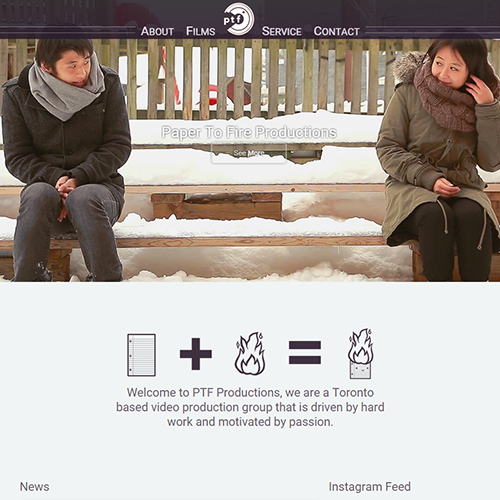 ptf
About Films Service Contact
Paper To Fire Productions
See More
Welcome to PTF Productions, we are a Toronto
based video production group that is driven by hard
work and motivated by passion.
News Instagram Feed